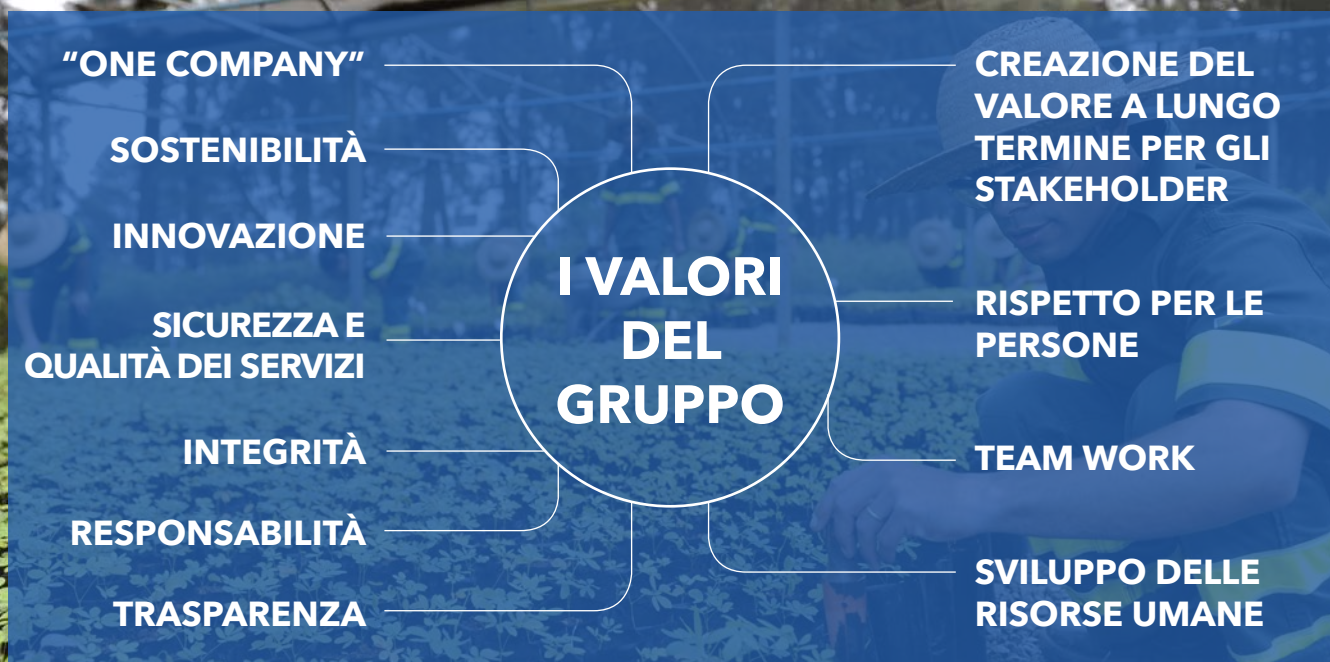 “ONE COMPANY”
SOSTENIBILITÀ
INNOVAZIONE
SICUREZZA E
QUALITÀ DEI SERVIZI
INTEGRITÀ
RESPONSABILITÀ
TRASPARENZA
I VALORI
DEL
GRUPPO
CREAZIONE DEL
VALORE A LUNGO
TERMINE PER GLI
STAKEHOLDER
RISPETTO PER LE
PERSONE
TEAM WORK
SVILUPPO DELLE
RISORSE UMANE